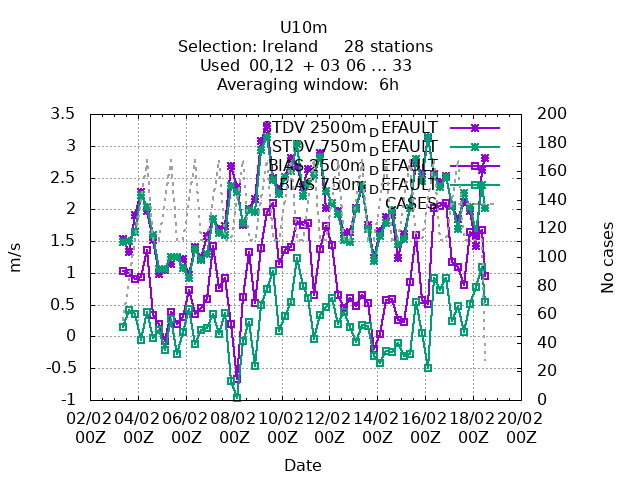 U10m
Selection: Ireland 28 stations
Used 00,12 + 03 06 ... 33
Averaging window: 6h
3.5
3
2.5
2
1.5
1
0.5
0
-0.5
-1
m/s
200
180
160
140
120
100
80
60
40
20
0
No cases
STDV 2500m DEFAULT
STDV 750m DEFAULT
BIAS 2500m DEFAULT
BIAS 750m DEFAULT
CASES
02/02 04/02 06/02 08/02 10/02 12/02 14/02 16/02 18/02 20/02
00Z 00Z 00Z 00Z 00Z 00Z 00Z 00Z 00Z 00Z
Date